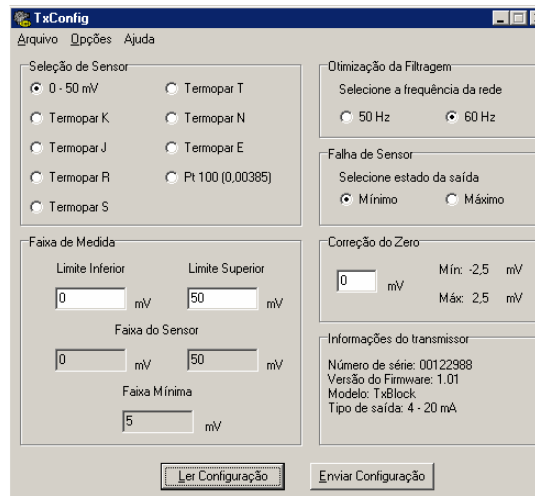 TxConfig
Arquivo Opções Ajuda
Seleção de Sensor
0 - 50 mV
Termopar T
Termopar K
Termopar N
Termopar J
Termopar E
Termopar R
Pt 100 (0,00385)
Termopar S
Otimização da Filtragem
Selecione a frequência da rede
50 Hz
60 Hz
Falha de Sensor
Selecione estado da saída
Mínimo
Máximo
Faixa de Medida
Limite Inferior
Limite Superior
0 mV
50 mV
Faixa do Sensor
0 mV
50 mV
Faixa Mínima
5 mV
Correção do Zero
0 mV
Mín: -2,5 mV
Máx: 2,5 mV
Informações do transmissor
Número de série: 00122988
Versão do Firmware: 1.01
Modelo: TxBlock
Tipo de saída: 4 - 20 mA
Ler Configuração
Enviar Configuração